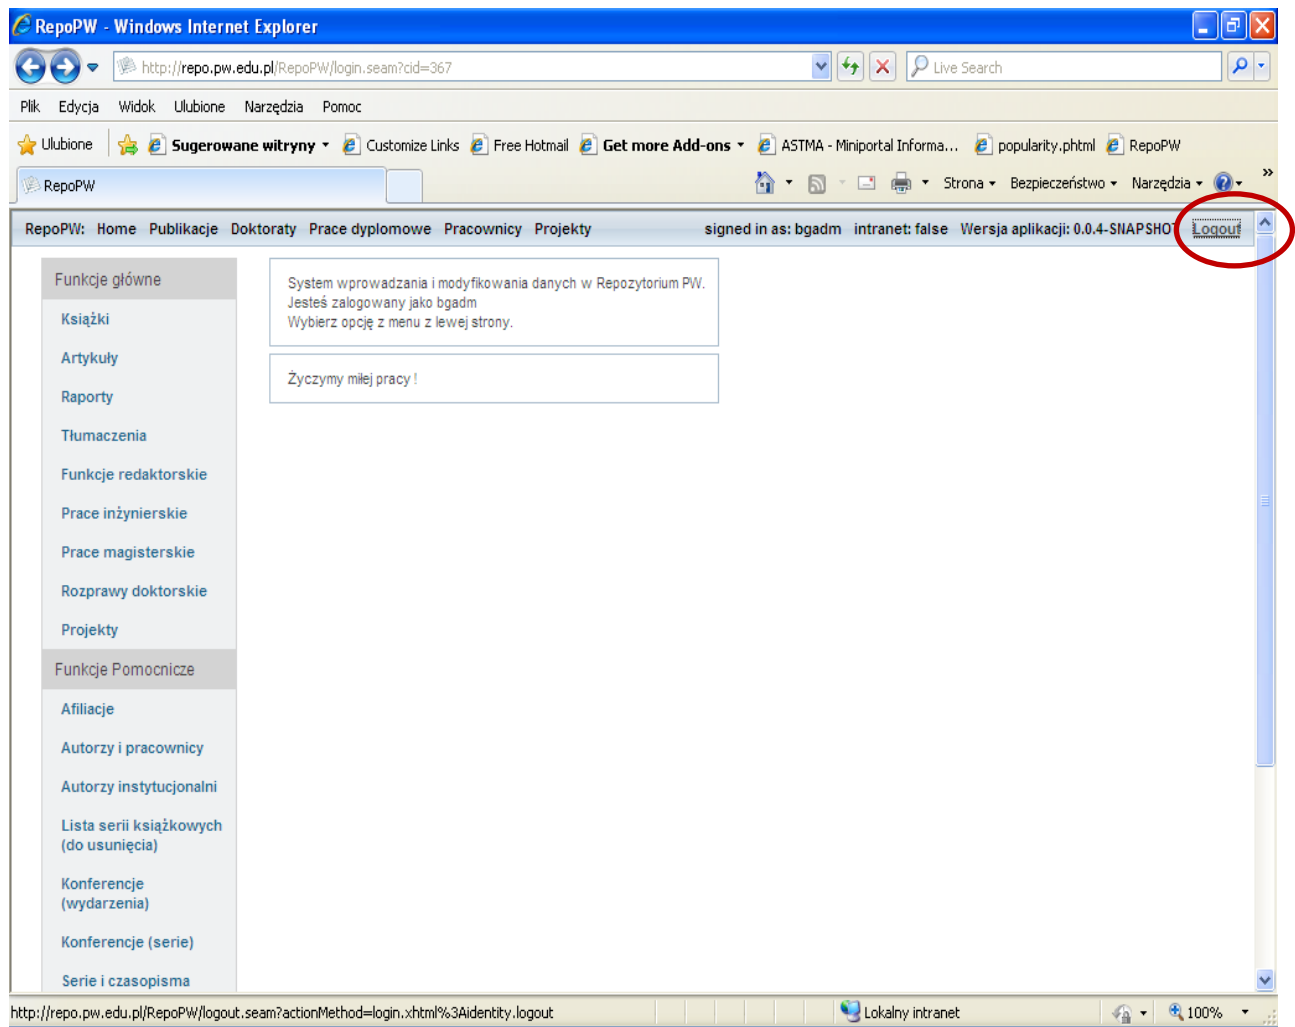 RepoPW - Windows Internet Explorer
http://repo.pw.edu.pl/RepoPW/login.seam?cid=367
Live Search
Plik Edycja Widok Ulubione Narzędzia Pomoc
Ulubione Sugerowane witryny Customize Links Free Hotmail Get more Add-ons ASTMA - Miniportal Informa... popularity.phtml RepoPW
RepoPW Strona Bezpieczeństwo Narzędzia »
RepoPW: Home Publikacje Doktoraty Prace dyplomowe Pracownicy Projekty signed in as: bgadm intranet: false Wersja aplikacji: 0.0.4-SNAPSHOT Logout
Funkcje główne
Książki
Artykuły
Raporty
Tłumaczenia
Funkcje redaktorskie
Prace inżynierskie
Prace magisterskie
Rozprawy doktorskie
Projekty
Funkcje Pomocnicze
Afiliacje
Autorzy i pracownicy
Autorzy instytucjonalni
Lista serii książkowych
(do usunięcia)
Konferencje
(wydarzenia)
Konferencje (serie)
Serie i czasopisma
System wprowadzania i modyfikowania danych w Repozytorium PW.
Jesteś zalogowany jako bgadm
Wybierz opcję z menu z lewej strony.
Życzymy miłej pracy !
http://repo.pw.edu.pl/RepoPW/logout.seam?actionMethod=login.xhtml%3Aidentity.logout Lokalny intranet 100%